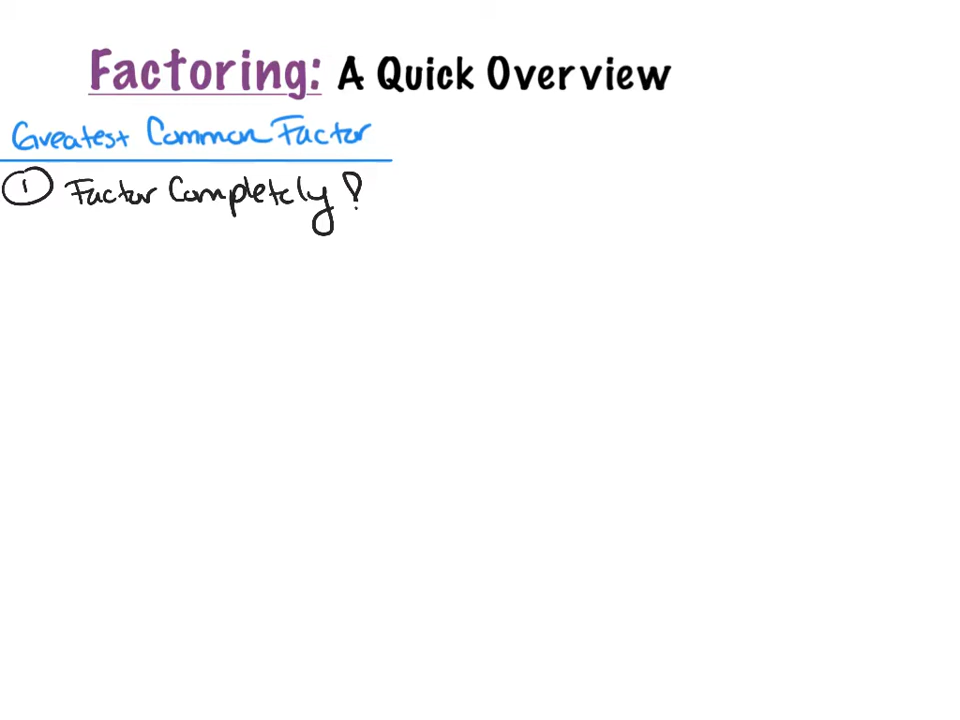 Factoring: A Quick Overview
Greatest Common Factor
① Factor Completely !